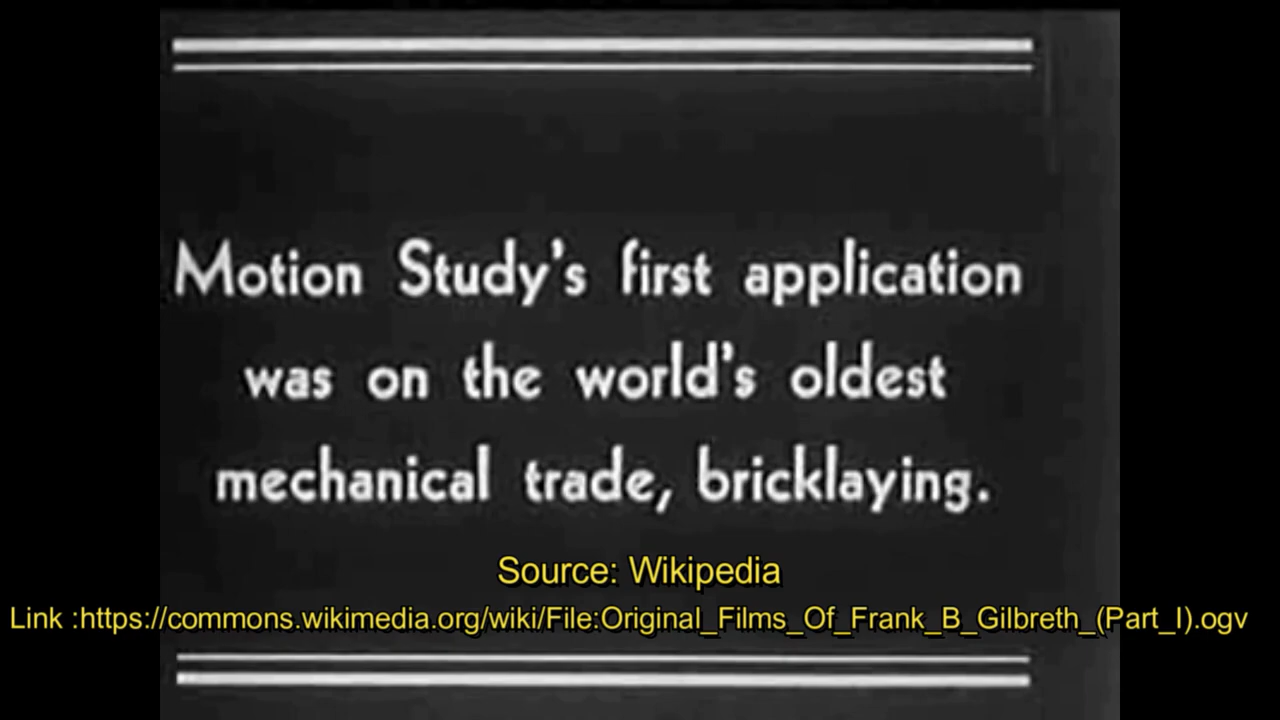 Motion Study's first application
was on the world's oldest
mechanical trade, bricklaying.
Source: Wikipedia
Link :https://commons.wikimedia.org/wiki/File:Original_Films_Of_Frank_B_Gilbreth_(Part_I).ogv